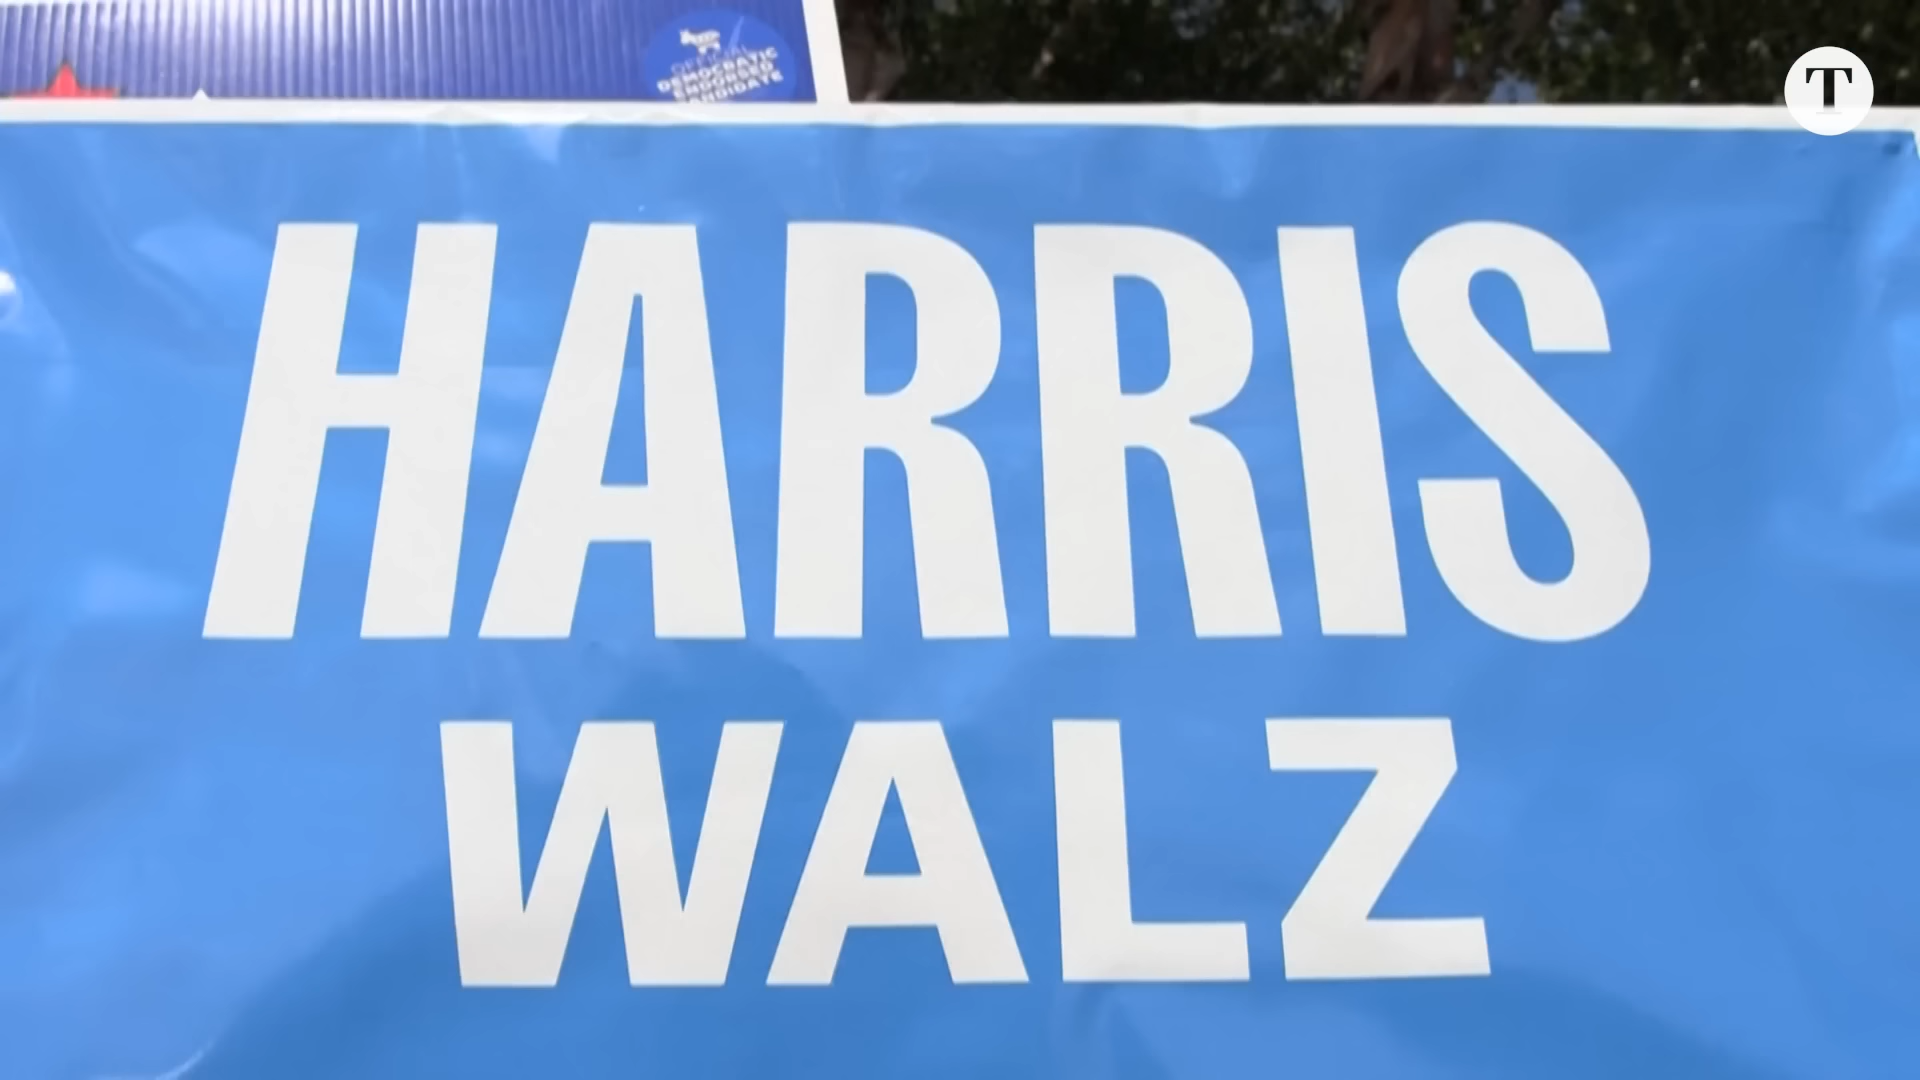 OFFICIAL
DEMOCRATIC
ENDORSED
CANDIDATE
T
HARRIS
WALZ